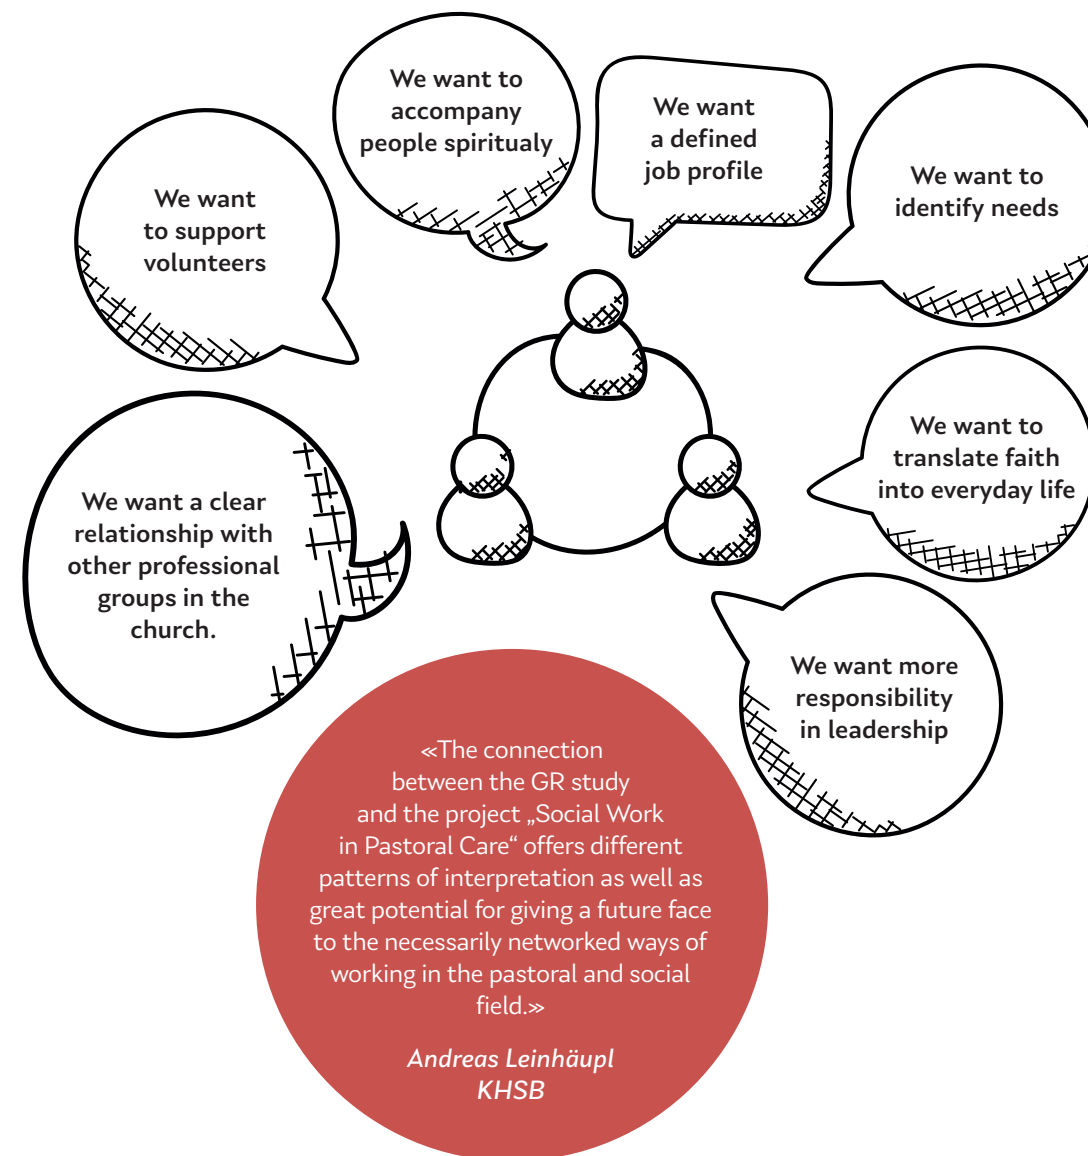 We want to
accompany
people spiritualy
We want
a defined
job profile
We want to
identify needs
We want
to support
volunteers
We want to
translate faith
into everyday life
We want a clear
relationship with
other professional
groups in the
church.
We want more
responsibility
in leadership
«The connection
between the GR study
and the project „Social Work
in Pastoral Care“ offers different
patterns of interpretation as well as
great potential for giving a future face
to the necessarily networked ways of
working in the pastoral and social
field.»
Andreas Leinhäupl
KHSB